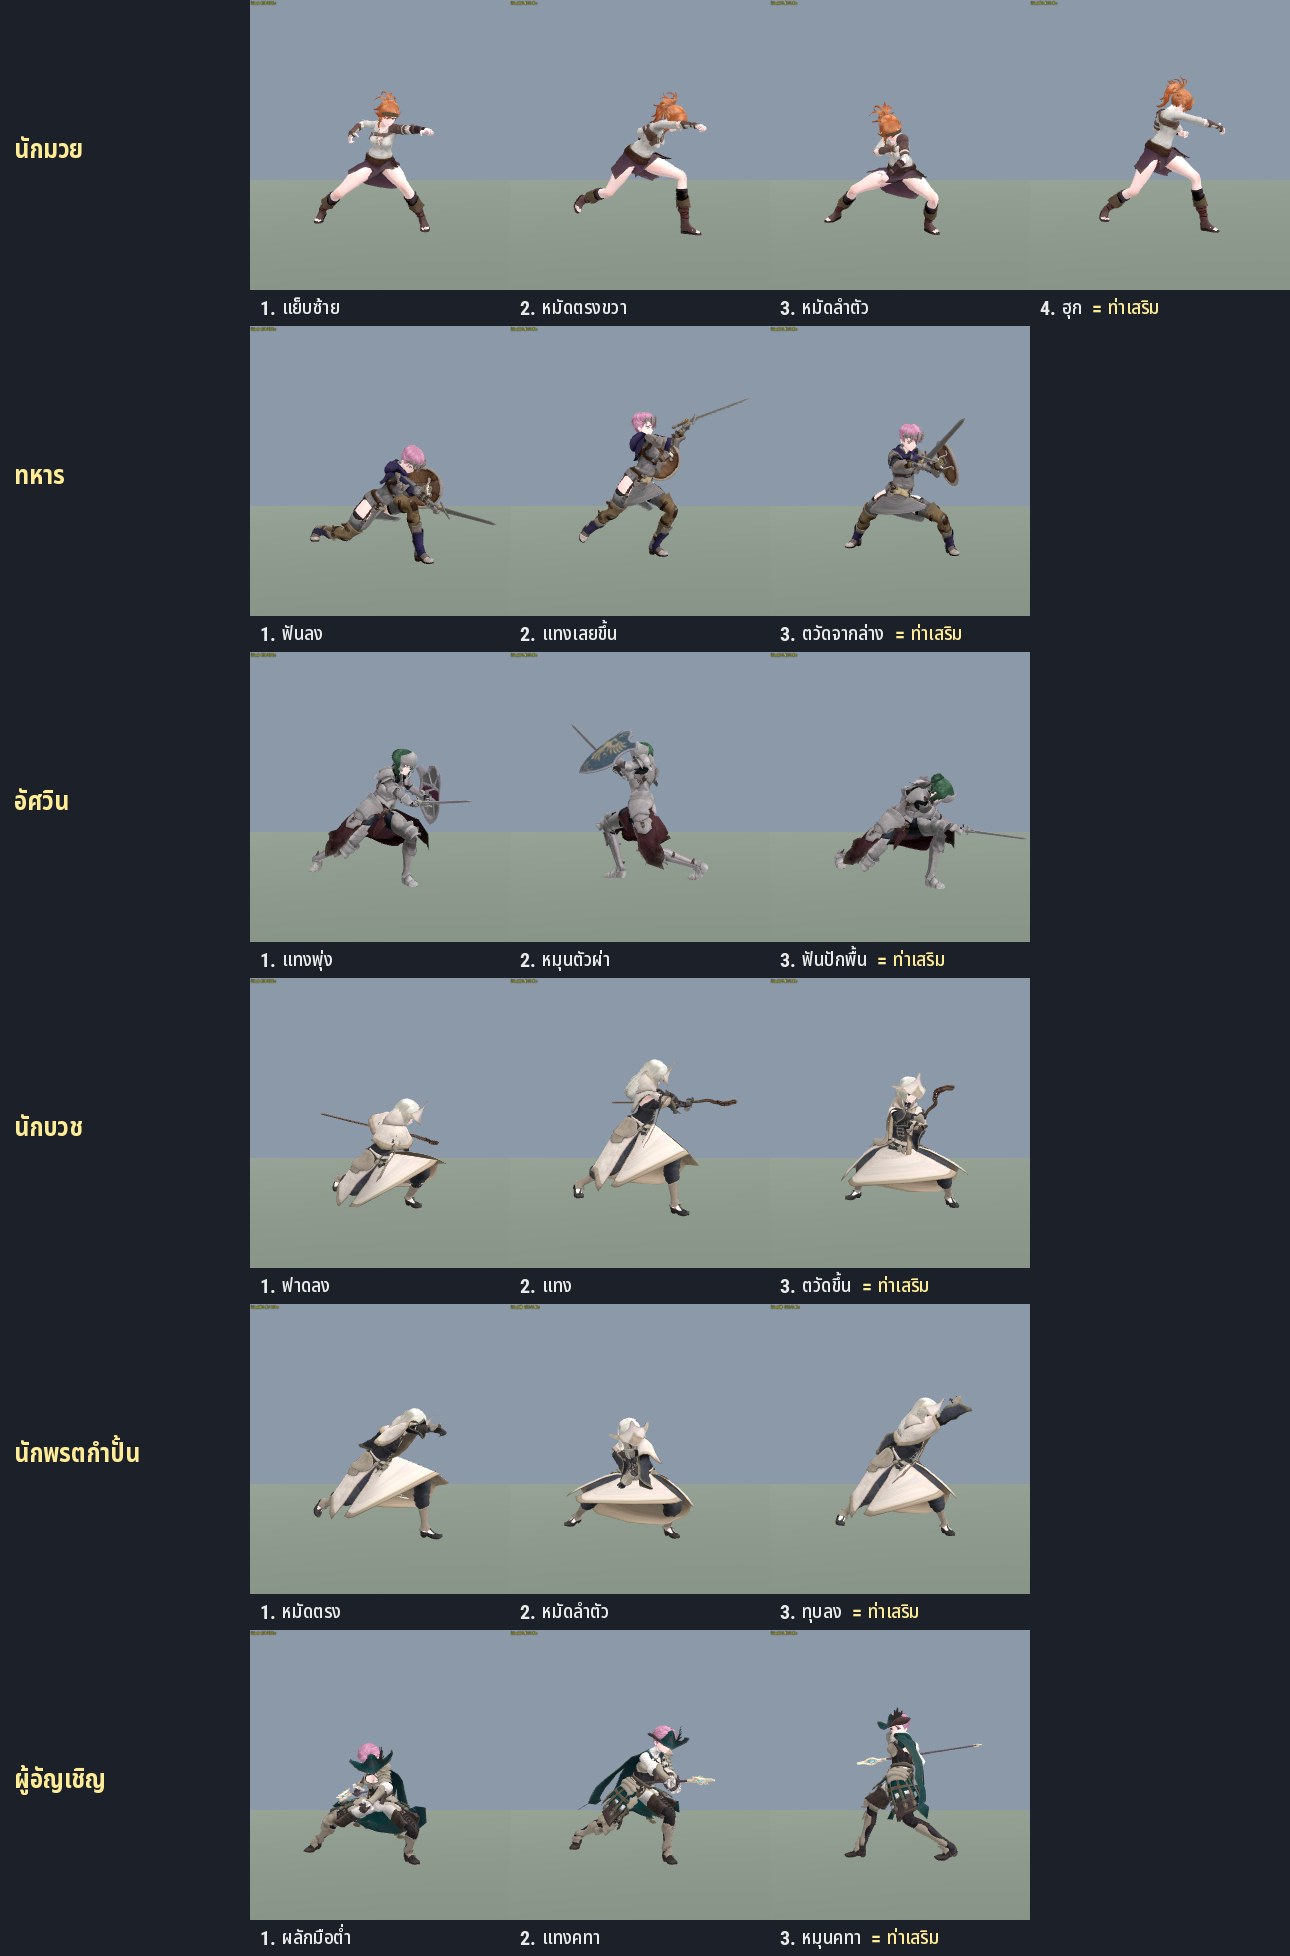 นักมวย
1. แย็บซ้าย
2. หมัดตรงขวา
3. หมัดลำตัว
4. ฮุก = ท่าเสริม
ทหาร
1. ฟันลง
2. แทงเสยขึ้น
3. ตวัดจากล่าง = ท่าเสริม
อัศวิน
1. แทงพุ่ง
2. หมุนตัวผ่า
3. ฟันปักพื้น = ท่าเสริม
นักบวช
1. ฟาดลง
2. แทง
3. ตวัดขึ้น = ท่าเสริม
นักพรตกำปั้น
1. หมัดตรง
2. หมัดลำตัว
3. ทุบลง = ท่าเสริม
ผู้อัญเชิญ
1. ผลักมือต่ำ
2. แทงคทา
3. หมุนคทา = ท่าเสริม